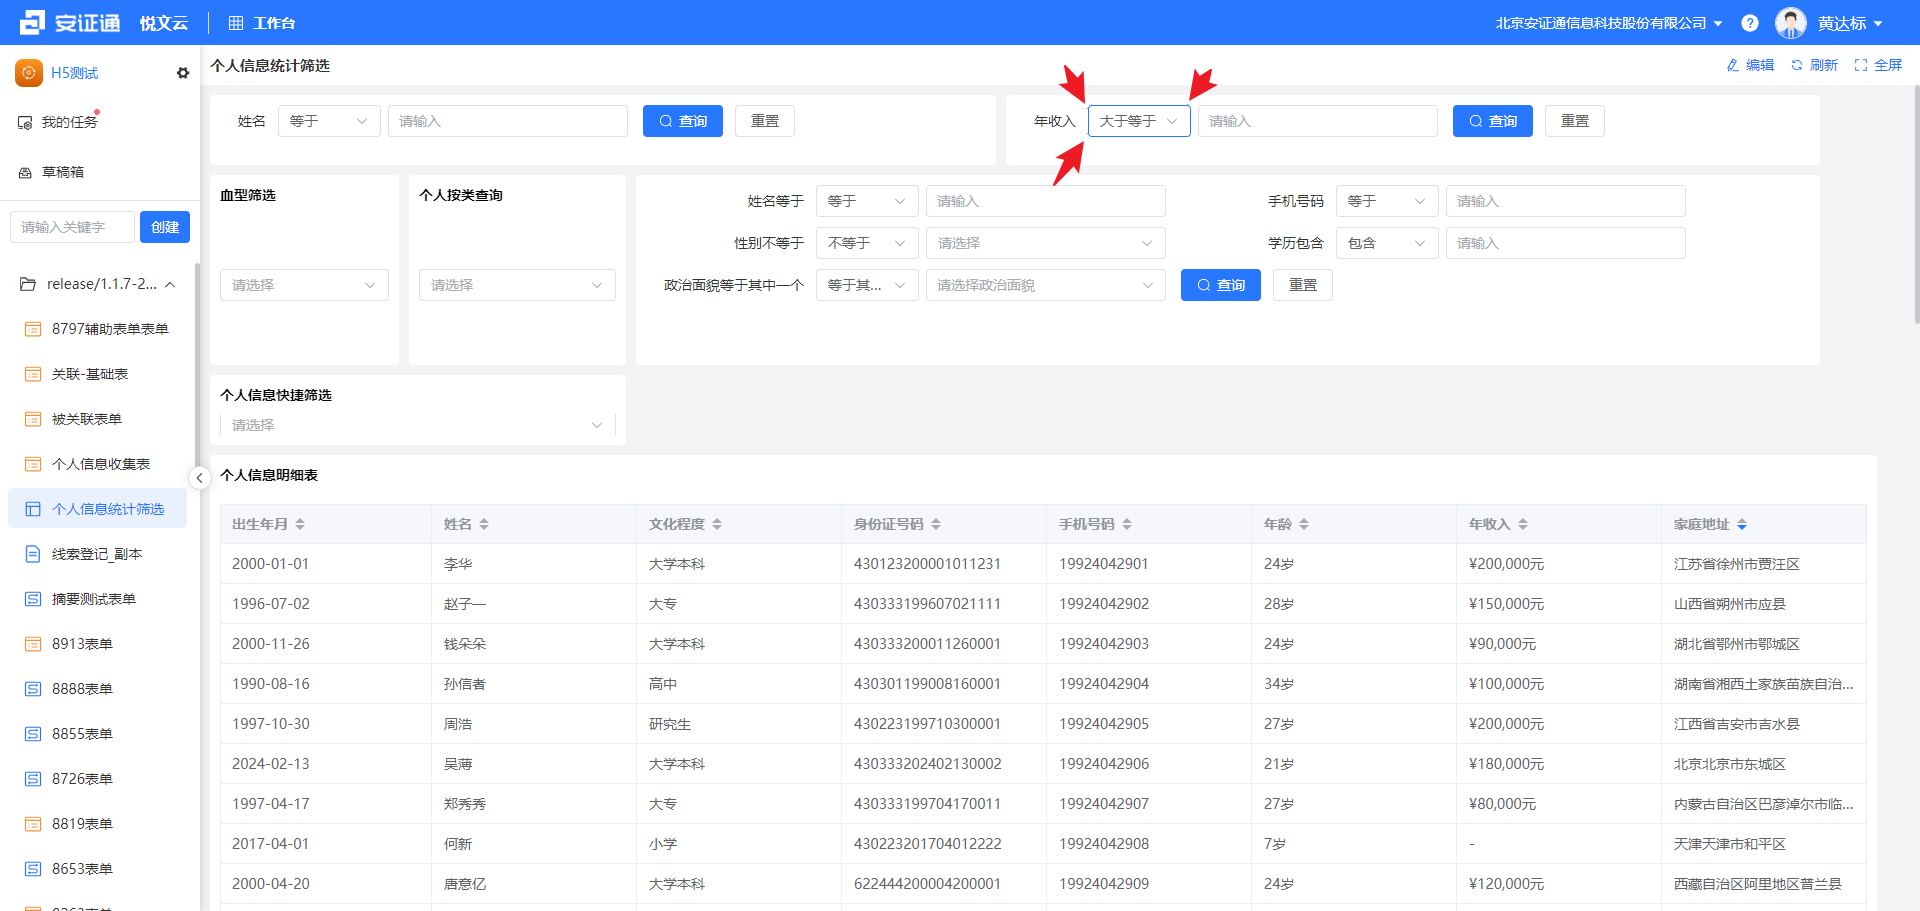 安证通 悦文云 工作台 北京安证通信息科技股份有限公司 ? 黄达标
H5测试
个人信息统计筛选 编辑 刷新 全屏
我的任务
草稿箱
请输入关键字 创建
release/1.1.7-2...
8797辅助表单表单
关联-基础表
被关联表单
个人信息收集表
个人信息统计筛选
线索登记_副本
摘要测试表单
8913表单
8888表单
8855表单
8726表单
8819表单
8653表单
姓名 等于 请输入 查询 重置
年收入 大于等于 请输入 查询 重置
血型筛选
请选择
个人按类查询
请选择
姓名等于 等于 请输入 手机号码 等于 请输入
性别不等于 不等于 请选择 学历包含 包含 请输入
政治面貌等于其中一个 等于其... 请选择政治面貌 查询 重置
个人信息快捷筛选
请选择
个人信息明细表
出生年月 姓名 文化程度 身份证号码 手机号码 年龄 年收入 家庭地址
2000-01-01 李华 大学本科 430123200001011231 19924042901 24岁 ¥200,000元 江苏省徐州市贾汪区
1996-07-02 赵子一 大专 430333199607021111 19924042902 28岁 ¥150,000元 山西省朔州市应县
2000-11-26 钱朵朵 大学本科 430333200011260001 19924042903 24岁 ¥90,000元 湖北省鄂州市鄂城区
1990-08-16 孙信者 高中 430301199008160001 19924042904 34岁 ¥100,000元 湖南省湘西土家族苗族自治...
1997-10-30 周浩 研究生 430223199710300001 19924042905 27岁 ¥200,000元 江西省吉安市吉水县
2024-02-13 吴薄 大学本科 430333202402130002 19924042906 21岁 ¥180,000元 北京北京市东城区
1997-04-17 郑秀秀 大专 430333199704170011 19924042907 27岁 ¥80,000元 内蒙古自治区巴彦淖尔市临...
2017-04-01 何新 小学 430223201704012222 19924042908 7岁 - 天津天津市和平区
2000-04-20 唐意亿 大学本科 622444200004200001 19924042909 24岁 ¥120,000元 西藏自治区阿里地区普兰县